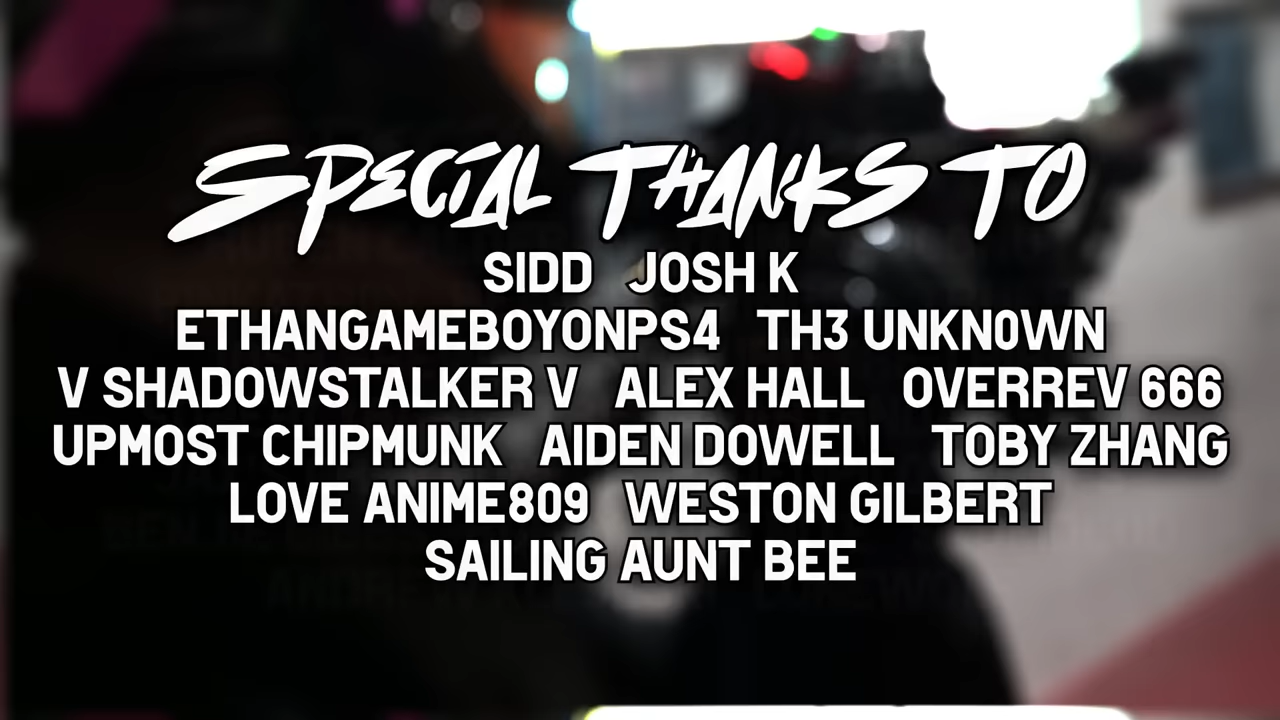 SPECIAL THANKS TO
SIDD JOSH K
ETHANGAMEBOYONPS4 TH3 UNKN0WN
V SHADOWSTALKER V ALEX HALL OVERREV 666
UPMOST CHIPMUNK AIDEN DOWELL TOBY ZHANG
LOVE ANIME809 WESTON GILBERT
SAILING AUNT BEE